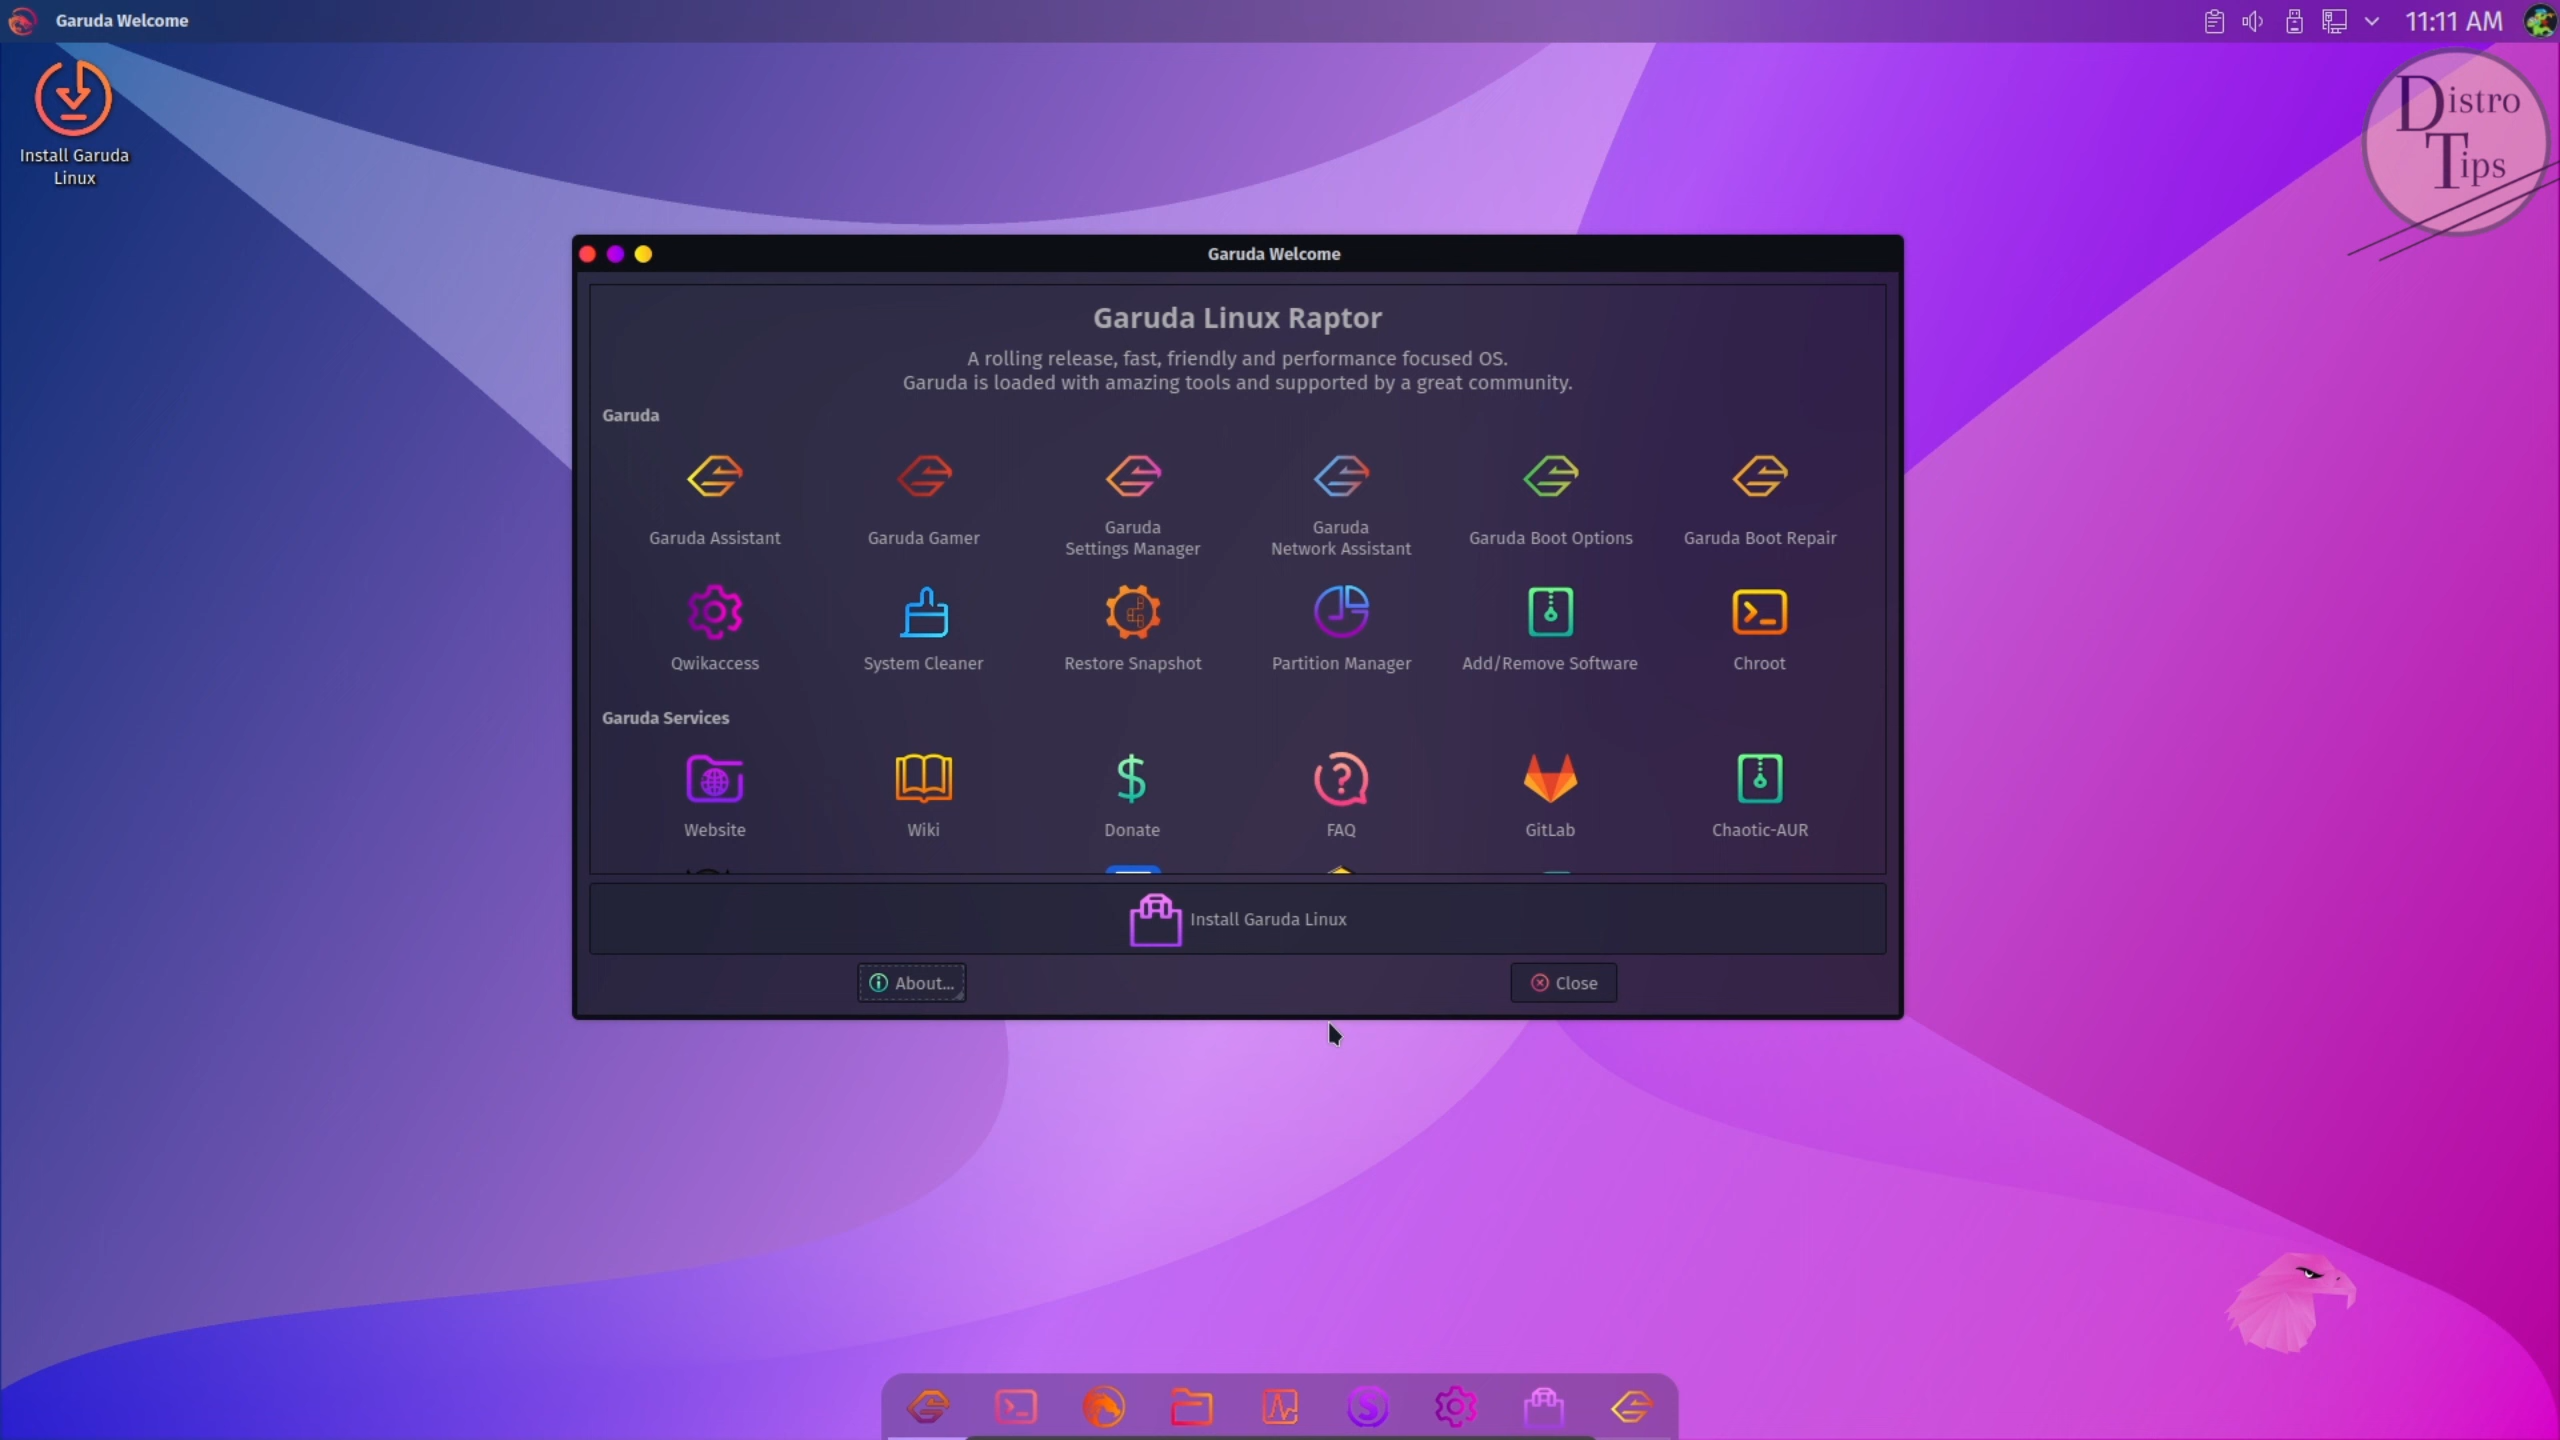 Garuda Welcome
11:11 AM
Install Garuda
Linux
Distro
Tips
Garuda Welcome
Garuda Linux Raptor
A rolling release, fast, friendly and performance focused OS.
Garuda is loaded with amazing tools and supported by a great community.
Garuda
Garuda Assistant
Garuda Gamer
Garuda
Settings Manager
Garuda
Network Assistant
Garuda Boot Options
Garuda Boot Repair
Qwikaccess
System Cleaner
Restore Snapshot
Partition Manager
Add/Remove Software
Chroot
Garuda Services
Website
Wiki
Donate
FAQ
GitLab
Chaotic-AUR
Install Garuda Linux
About...
Close